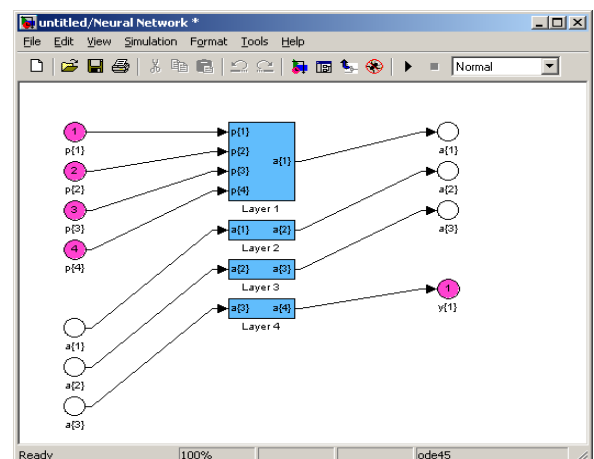 untitled/Neural Network *
File Edit View Simulation Format Tools Help
Normal
1
p{1}
2
p{2}
3
p{3}
4
p{4}
a{1}
a{2}
a{3}
p{1}
p{2}
p{3}
p{4}
a{1}
Layer 1
a{1} a{2}
Layer 2
a{2} a{3}
Layer 3
a{3} a{4}
Layer 4
a{1}
a{2}
a{3}
1
y{1}
Ready 100% ode45